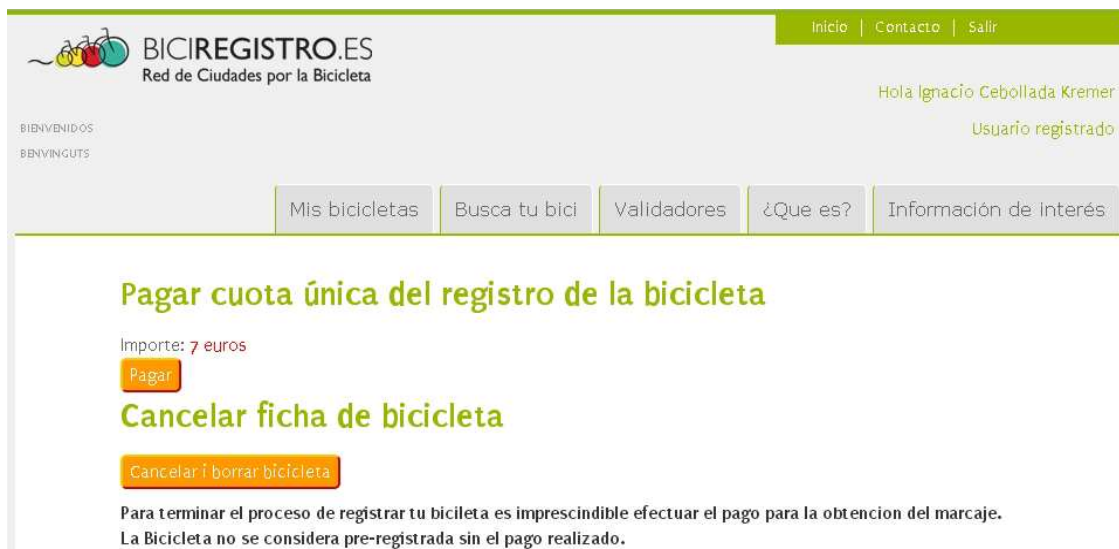 BICIREGISTRO.ES
Red de Ciudades por la Bicicleta
Inicio | Contacto | Salir
Hola Ignacio Cebollada Kremer
Usuario registrado
BIENVENIDOS
BENVINGUTS
Mis bicicletas
Busca tu bici
Validadores
¿Que es?
Información de interés
Pagar cuota única del registro de la bicicleta
Importe: 7 euros
Pagar
Cancelar ficha de bicicleta
Cancelar i borrar bicicleta
Para terminar el proceso de registrar tu bicileta es imprescindible efectuar el pago para la obtencion del marcaje.
La Bicicleta no se considera pre-registrada sin el pago realizado.